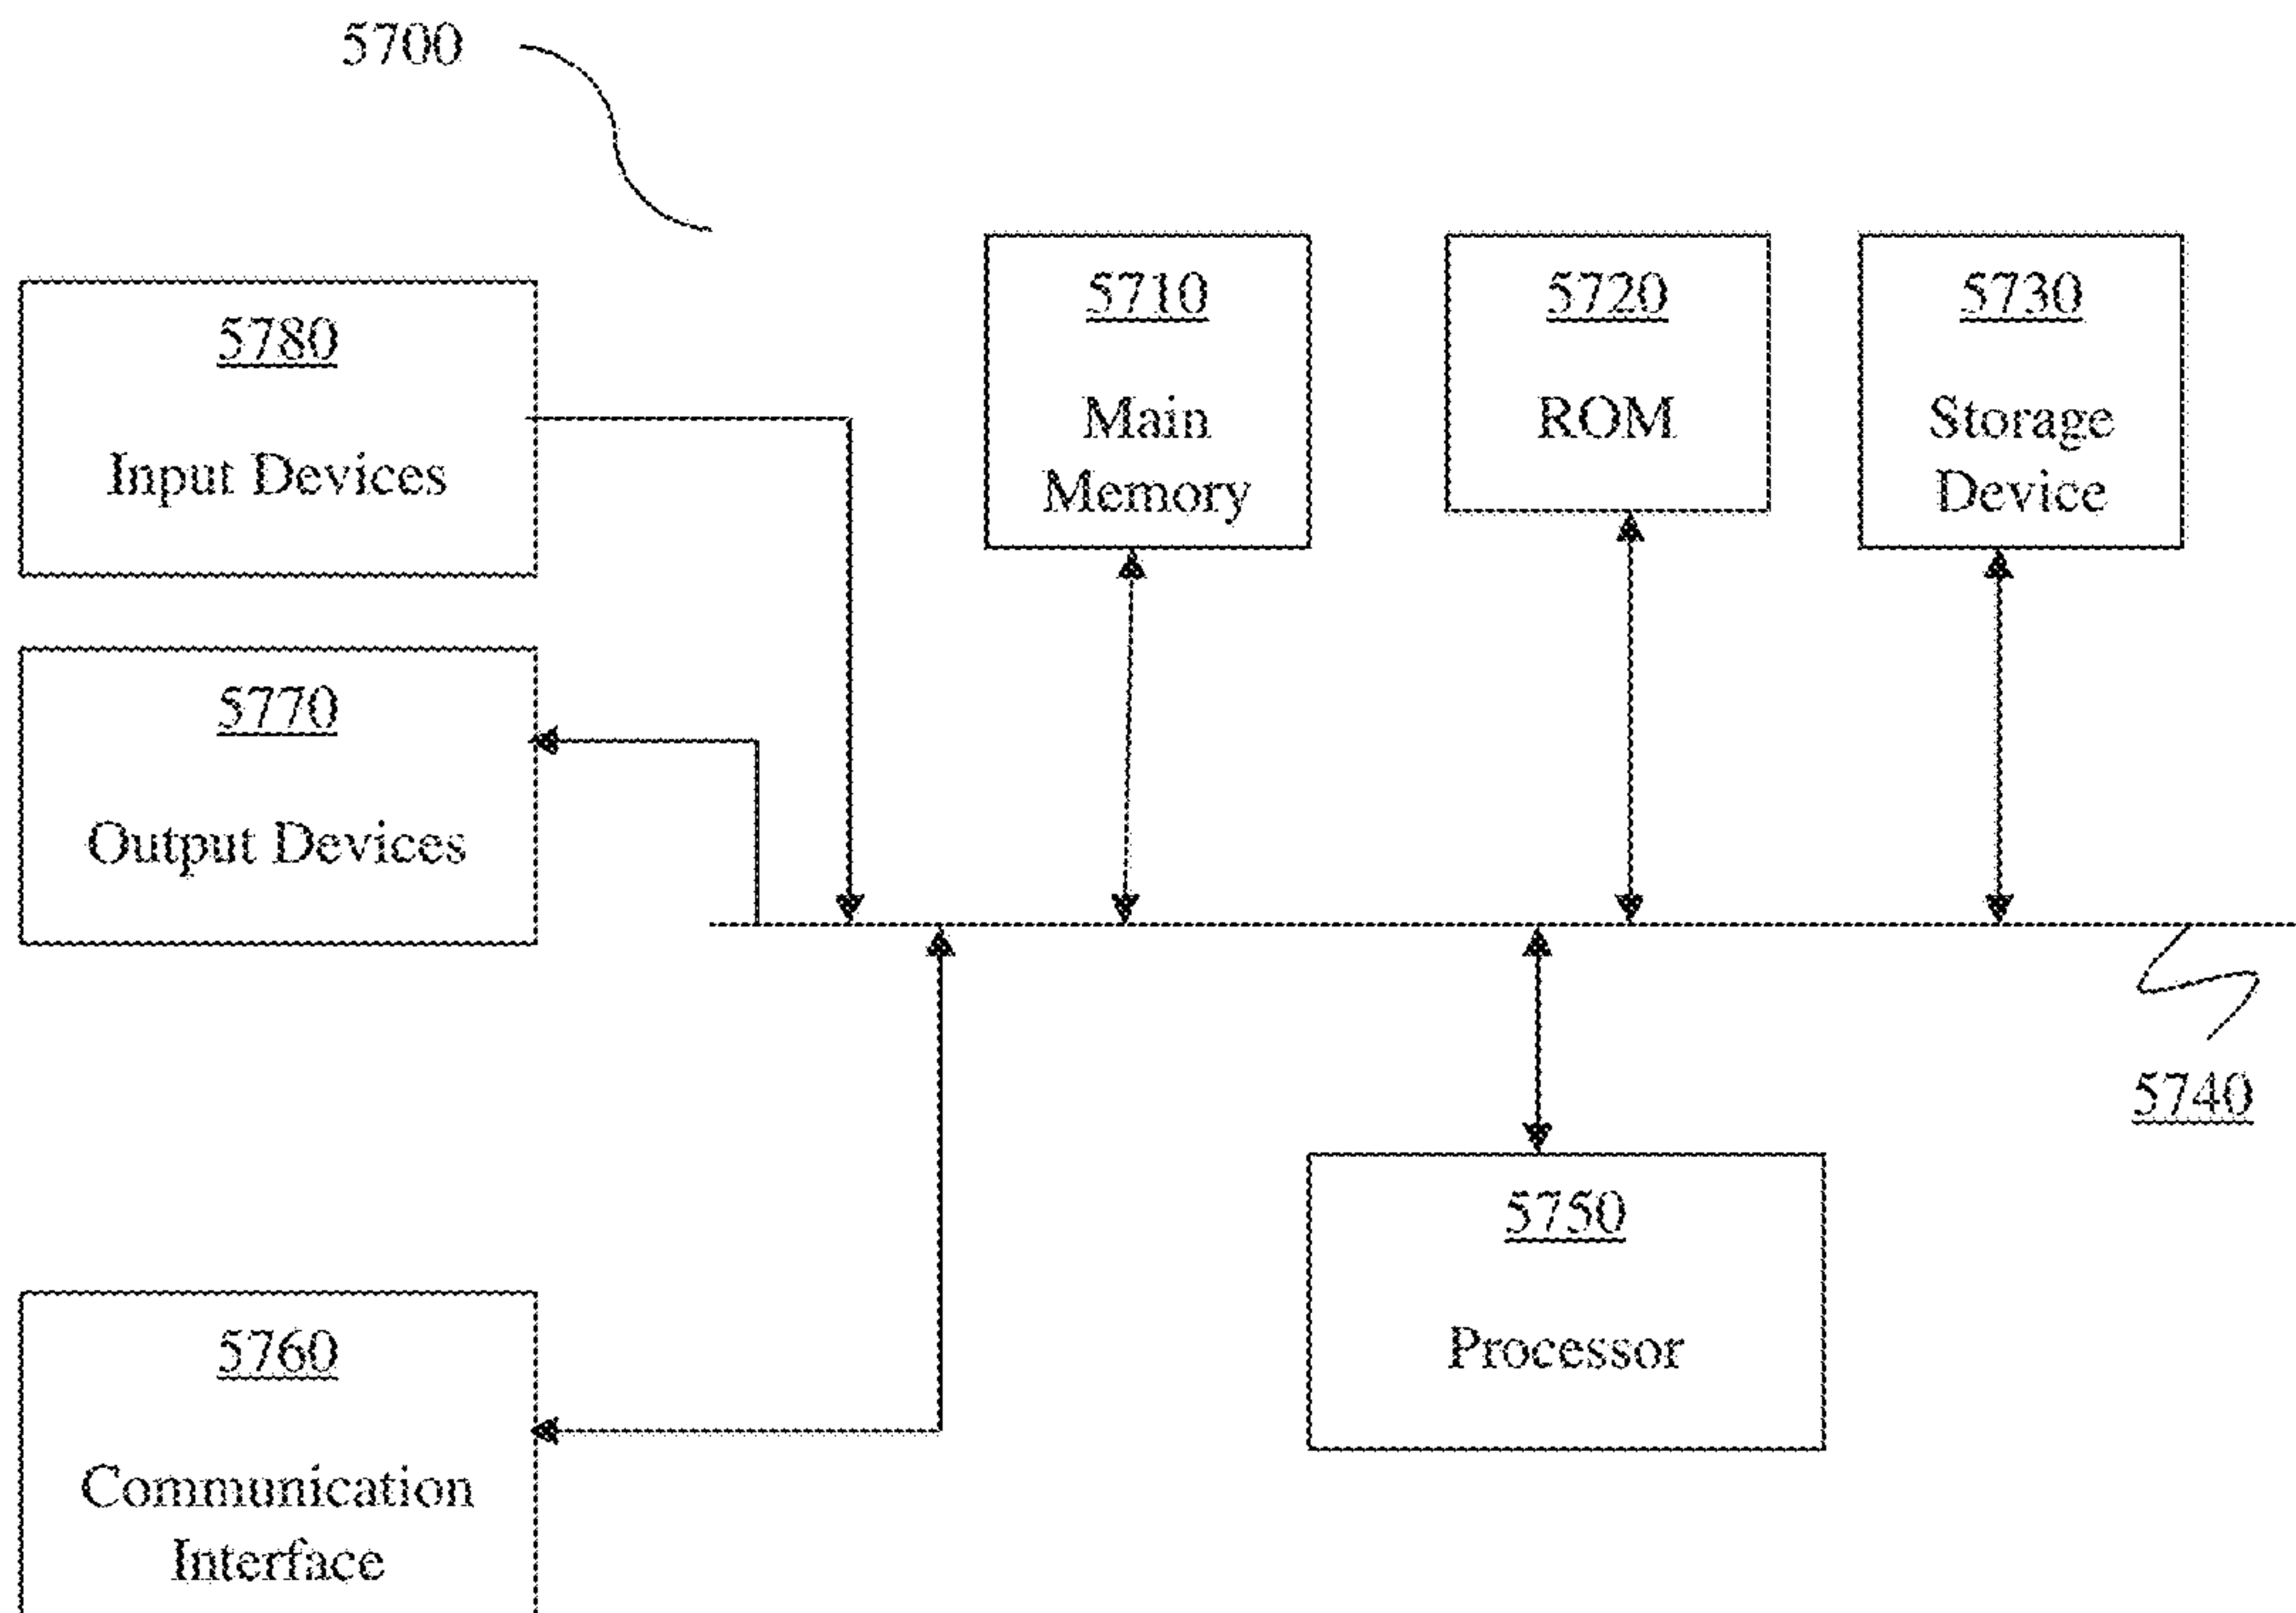 5700
5710
Main
Memory
5720
ROM
5730
Storage
Device
5780
Input Devices
5770
Output Devices
5740
5750
Processor
5760
Communication
Interface